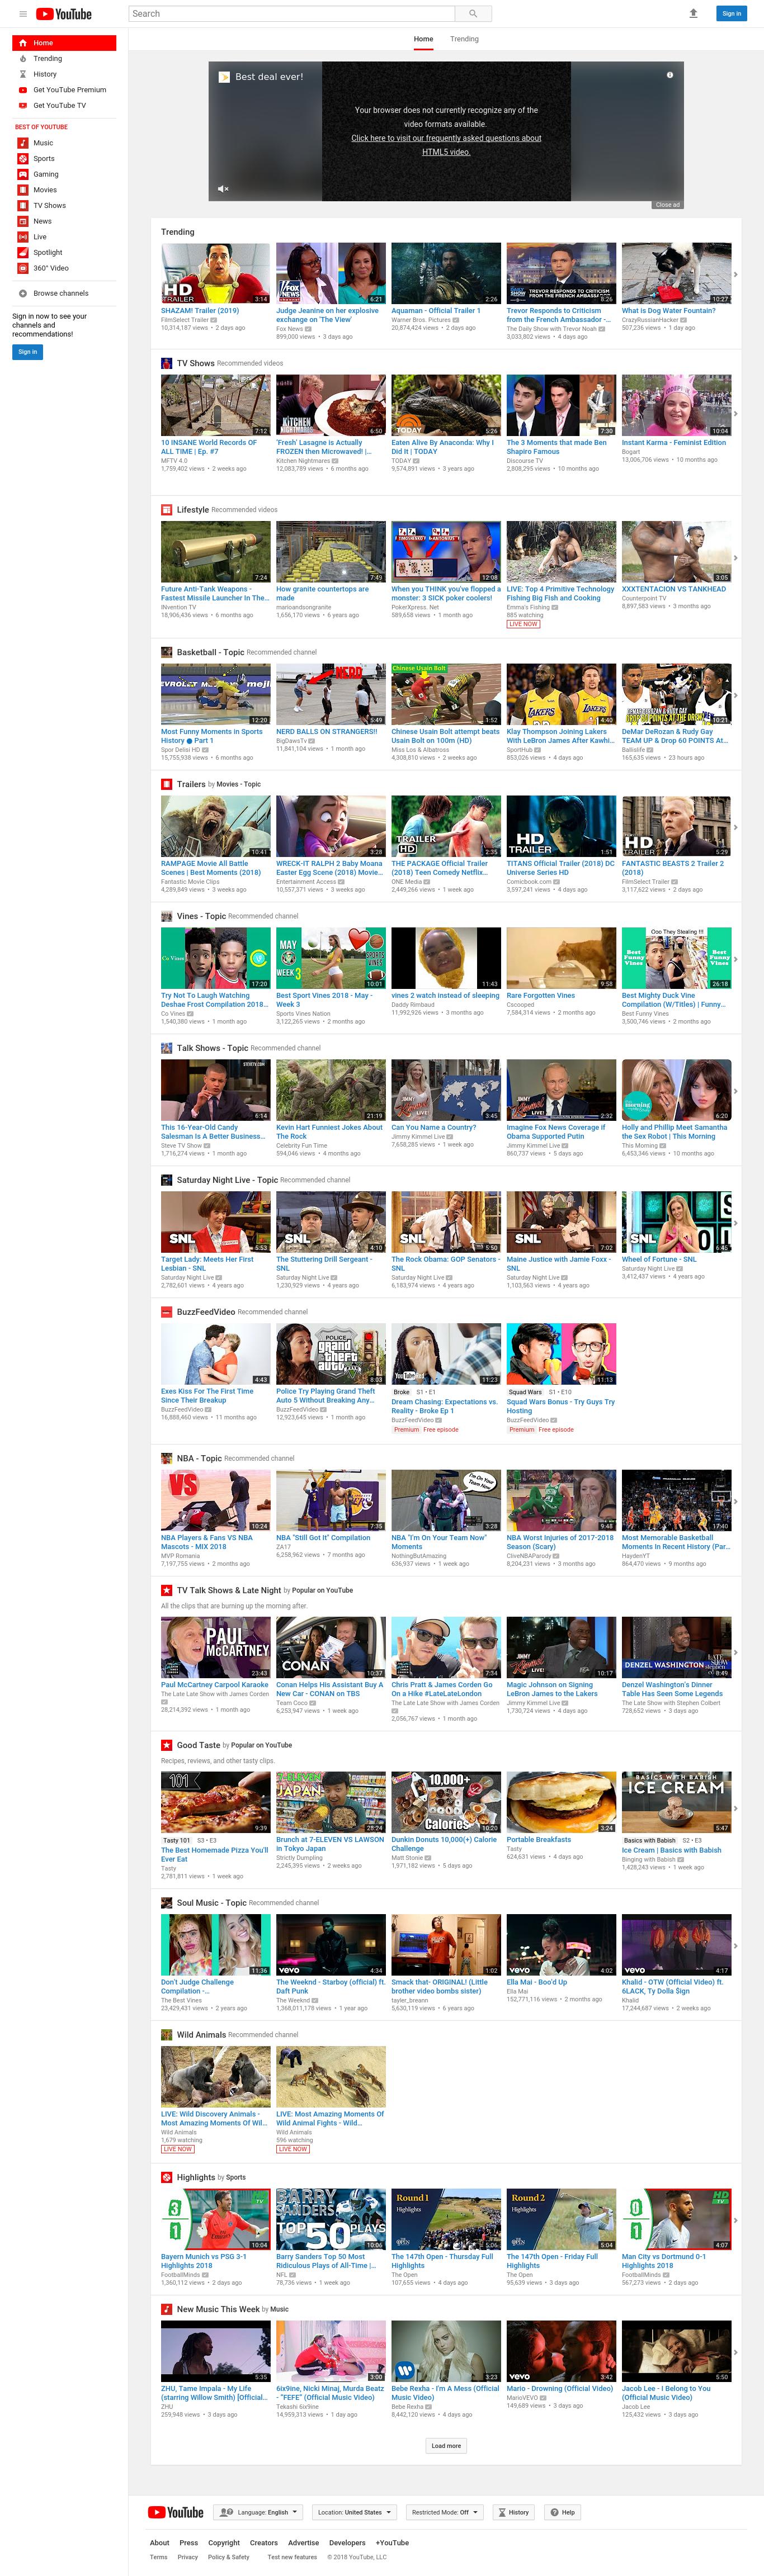 YouTube
Search
Sign in
Home
Trending
History
Get YouTube Premium
Get YouTube TV
BEST OF YOUTUBE
Music
Sports
Gaming
Movies
TV Shows
News
Live
Spotlight
360° Video
Browse channels
Sign in now to see your
channels and
recommendations!
Sign in
Home Trending
Best deal ever!
Your browser does not currently recognize any of the
video formats available.
Click here to visit our frequently asked questions about
HTML5 video.
Close ad
Trending
SHAZAM! Trailer (2019)
FilmSelect Trailer
10,314,187 views • 2 days ago
Judge Jeanine on her explosive
exchange on 'The View'
Fox News
899,000 views • 3 days ago
Aquaman - Official Trailer 1
Warner Bros. Pictures
20,874,424 views • 2 days ago
Trevor Responds to Criticism
from the French Ambassador -...
The Daily Show with Trevor Noah
3,033,802 views • 4 days ago
What is Dog Water Fountain?
CrazyRussianHacker
507,236 views • 1 day ago
TV Shows Recommended videos
10 INSANE World Records OF
ALL TIME | Ep. #7
MFTV 4.0
1,759,402 views • 2 weeks ago
'Fresh' Lasagne is Actually
FROZEN then Microwaved! |...
Kitchen Nightmares
12,083,789 views • 6 months ago
Eaten Alive By Anaconda: Why I
Did It | TODAY
TODAY
9,574,891 views • 3 years ago
The 3 Moments that made Ben
Shapiro Famous
Discourse TV
2,808,295 views • 10 months ago
Instant Karma - Feminist Edition
Bogart
13,006,706 views • 10 months ago
Lifestyle Recommended videos
Future Anti-Tank Weapons -
Fastest Missile Launcher In The...
INvention TV
18,906,436 views • 6 months ago
How granite countertops are
made
marioandsongranite
1,656,170 views • 6 years ago
When you THINK you've flopped a
monster: 3 SICK poker coolers!
PokerXpress. Net
589,658 views • 1 month ago
LIVE: Top 4 Primitive Technology
Fishing Big Fish and Cooking
Emma's Fishing
885 watching
LIVE NOW
XXXTENTACION VS TANKHEAD
Counterpoint TV
8,897,583 views • 3 months ago
Basketball - Topic Recommended channel
Most Funny Moments in Sports
History ● Part 1
Spor Delisi HD
15,755,938 views • 6 months ago
NERD BALLS ON STRANGERS!!
BigDawsTv
11,841,104 views • 1 month ago
Chinese Usain Bolt attempt beats
Usain Bolt on 100m (HD)
Miss Los & Albatross
4,308,810 views • 2 weeks ago
Klay Thompson Joining Lakers
With LeBron James After Kawhi...
SportHub
853,026 views • 4 days ago
DeMar DeRozan & Rudy Gay
TEAM UP & Drop 60 POINTS At...
Ballislife
165,635 views • 23 hours ago
Trailers by Movies - Topic
RAMPAGE Movie All Battle
Scenes | Best Moments (2018)
Fantastic Movie Clips
4,289,849 views • 3 weeks ago
WRECK-IT RALPH 2 Baby Moana
Easter Egg Scene (2018) Movie...
Entertainment Access
10,557,371 views • 3 weeks ago
THE PACKAGE Official Trailer
(2018) Teen Comedy Netflix...
ONE Media
2,449,266 views • 1 week ago
TITANS Official Trailer (2018) DC
Universe Series HD
Comicbook.com
3,597,241 views • 4 days ago
FANTASTIC BEASTS 2 Trailer 2
(2018)
FilmSelect Trailer
3,117,622 views • 2 days ago
Vines - Topic Recommended channel
Try Not To Laugh Watching
Deshae Frost Compilation 2018...
Co Vines
1,540,380 views • 1 month ago
Best Sport Vines 2018 - May -
Week 3
Sports Vines Nation
3,122,265 views • 2 months ago
vines 2 watch instead of sleeping
Daddy Rimbaud
11,992,926 views • 3 months ago
Rare Forgotten Vines
Cscooped
7,584,314 views • 2 months ago
Best Mighty Duck Vine
Compilation (W/Titles) | Funny...
Best Funny Vines
3,500,746 views • 2 months ago
Talk Shows - Topic Recommended channel
This 16-Year-Old Candy
Salesman Is A Better Business...
Steve TV Show
1,716,274 views • 1 month ago
Kevin Hart Funniest Jokes About
The Rock
Celebrity Fun Time
594,046 views • 4 months ago
Can You Name a Country?
Jimmy Kimmel Live
7,658,285 views • 1 week ago
Imagine Fox News Coverage if
Obama Supported Putin
Jimmy Kimmel Live
860,737 views • 5 days ago
Holly and Phillip Meet Samantha
the Sex Robot | This Morning
This Morning
6,453,346 views • 10 months ago
Saturday Night Live - Topic Recommended channel
Target Lady: Meets Her First
Lesbian - SNL
Saturday Night Live
2,782,601 views • 4 years ago
The Stuttering Drill Sergeant -
SNL
Saturday Night Live
1,230,929 views • 4 years ago
The Rock Obama: GOP Senators -
SNL
Saturday Night Live
6,183,974 views • 4 years ago
Maine Justice with Jamie Foxx -
SNL
Saturday Night Live
1,103,563 views • 4 years ago
Wheel of Fortune - SNL
Saturday Night Live
3,412,437 views • 4 years ago
BuzzFeedVideo Recommended channel
Exes Kiss For The First Time
Since Their Breakup
BuzzFeedVideo
16,888,460 views • 11 months ago
Police Try Playing Grand Theft
Auto 5 Without Breaking Any...
BuzzFeedVideo
12,923,645 views • 1 month ago
Broke S1 • E1
Dream Chasing: Expectations vs.
Reality - Broke Ep 1
BuzzFeedVideo
Premium Free episode
Squad Wars S1 • E10
Squad Wars Bonus - Try Guys Try
Hosting
BuzzFeedVideo
Premium Free episode
NBA - Topic Recommended channel
NBA Players & Fans VS NBA
Mascots - MIX 2018
MVP Romania
7,197,755 views • 2 months ago
NBA "Still Got It" Compilation
ZA17
6,258,962 views • 7 months ago
NBA "I'm On Your Team Now"
Moments
NothingButAmazing
636,937 views • 1 week ago
NBA Worst Injuries of 2017-2018
Season (Scary)
CliveNBAParody
8,204,231 views • 3 months ago
Most Memorable Basketball
Moments In Recent History (Par...
HaydenYT
864,470 views • 9 months ago
TV Talk Shows & Late Night by Popular on YouTube
All the clips that are burning up the morning after.
Paul McCartney Carpool Karaoke
The Late Late Show with James Corden
28,214,392 views • 1 month ago
Conan Helps His Assistant Buy A
New Car - CONAN on TBS
Team Coco
6,253,947 views • 1 week ago
Chris Pratt & James Corden Go
On a Hike #LateLateLondon
The Late Late Show with James Corden
2,056,767 views • 1 month ago
Magic Johnson on Signing
LeBron James to the Lakers
Jimmy Kimmel Live
1,730,724 views • 4 days ago
Denzel Washington's Dinner
Table Has Seen Some Legends
The Late Show with Stephen Colbert
728,652 views • 3 days ago
Good Taste by Popular on YouTube
Recipes, reviews, and other tasty clips.
Tasty 101 S3 • E3
The Best Homemade Pizza You'll
Ever Eat
Tasty
2,781,811 views • 1 week ago
Brunch at 7-ELEVEN VS LAWSON
in Tokyo Japan
Strictly Dumpling
2,245,395 views • 2 weeks ago
Dunkin Donuts 10,000(+) Calorie
Challenge
Matt Stonie
1,971,182 views • 5 days ago
Portable Breakfasts
Tasty
624,631 views • 4 days ago
Basics with Babish S2 • E3
Ice Cream | Basics with Babish
Binging with Babish
1,428,243 views • 1 week ago
Soul Music - Topic Recommended channel
Don't Judge Challenge
Compilation -...
The Best Vines
23,429,431 views • 2 years ago
The Weeknd - Starboy (official) ft.
Daft Punk
The Weeknd
1,368,011,178 views • 1 year ago
Smack that- ORIGINAL! (Little
brother video bombs sister)
tayler_breann
5,630,119 views • 6 years ago
Ella Mai - Boo'd Up
Ella Mai
152,771,116 views • 2 months ago
Khalid - OTW (Official Video) ft.
6LACK, Ty Dolla $ign
Khalid
17,244,687 views • 2 weeks ago
Wild Animals Recommended channel
LIVE: Wild Discovery Animals -
Most Amazing Moments Of Wil...
Wild Animals
1,679 watching
LIVE NOW
LIVE: Most Amazing Moments Of
Wild Animal Fights - Wild...
Wild Animals
596 watching
LIVE NOW
Highlights by Sports
Bayern Munich vs PSG 3-1
Highlights 2018
FootballMinds
1,360,112 views • 2 days ago
Barry Sanders Top 50 Most
Ridiculous Plays of All-Time |...
NFL
78,736 views • 1 week ago
The 147th Open - Thursday Full
Highlights
The Open
107,655 views • 4 days ago
The 147th Open - Friday Full
Highlights
The Open
95,639 views • 3 days ago
Man City vs Dortmund 0-1
Highlights 2018
FootballMinds
567,273 views • 2 days ago
New Music This Week by Music
ZHU, Tame Impala - My Life
(starring Willow Smith) [Official...
ZHU
259,948 views • 3 days ago
6ix9ine, Nicki Minaj, Murda Beatz
- "FEFE" (Official Music Video)
Tekashi 6ix9ine
14,959,313 views • 1 day ago
Bebe Rexha - I'm A Mess (Official
Music Video)
Bebe Rexha
8,442,120 views • 4 days ago
Mario - Drowning (Official Video)
MarioVEVO
149,689 views • 3 days ago
Jacob Lee - I Belong to You
(Official Music Video)
Jacob Lee
125,432 views • 3 days ago
Load more
YouTube
Language: English
Location: United States
Restricted Mode: Off
History
Help
About Press Copyright Creators Advertise Developers +YouTube
Terms Privacy Policy & Safety Test new features © 2018 YouTube, LLC